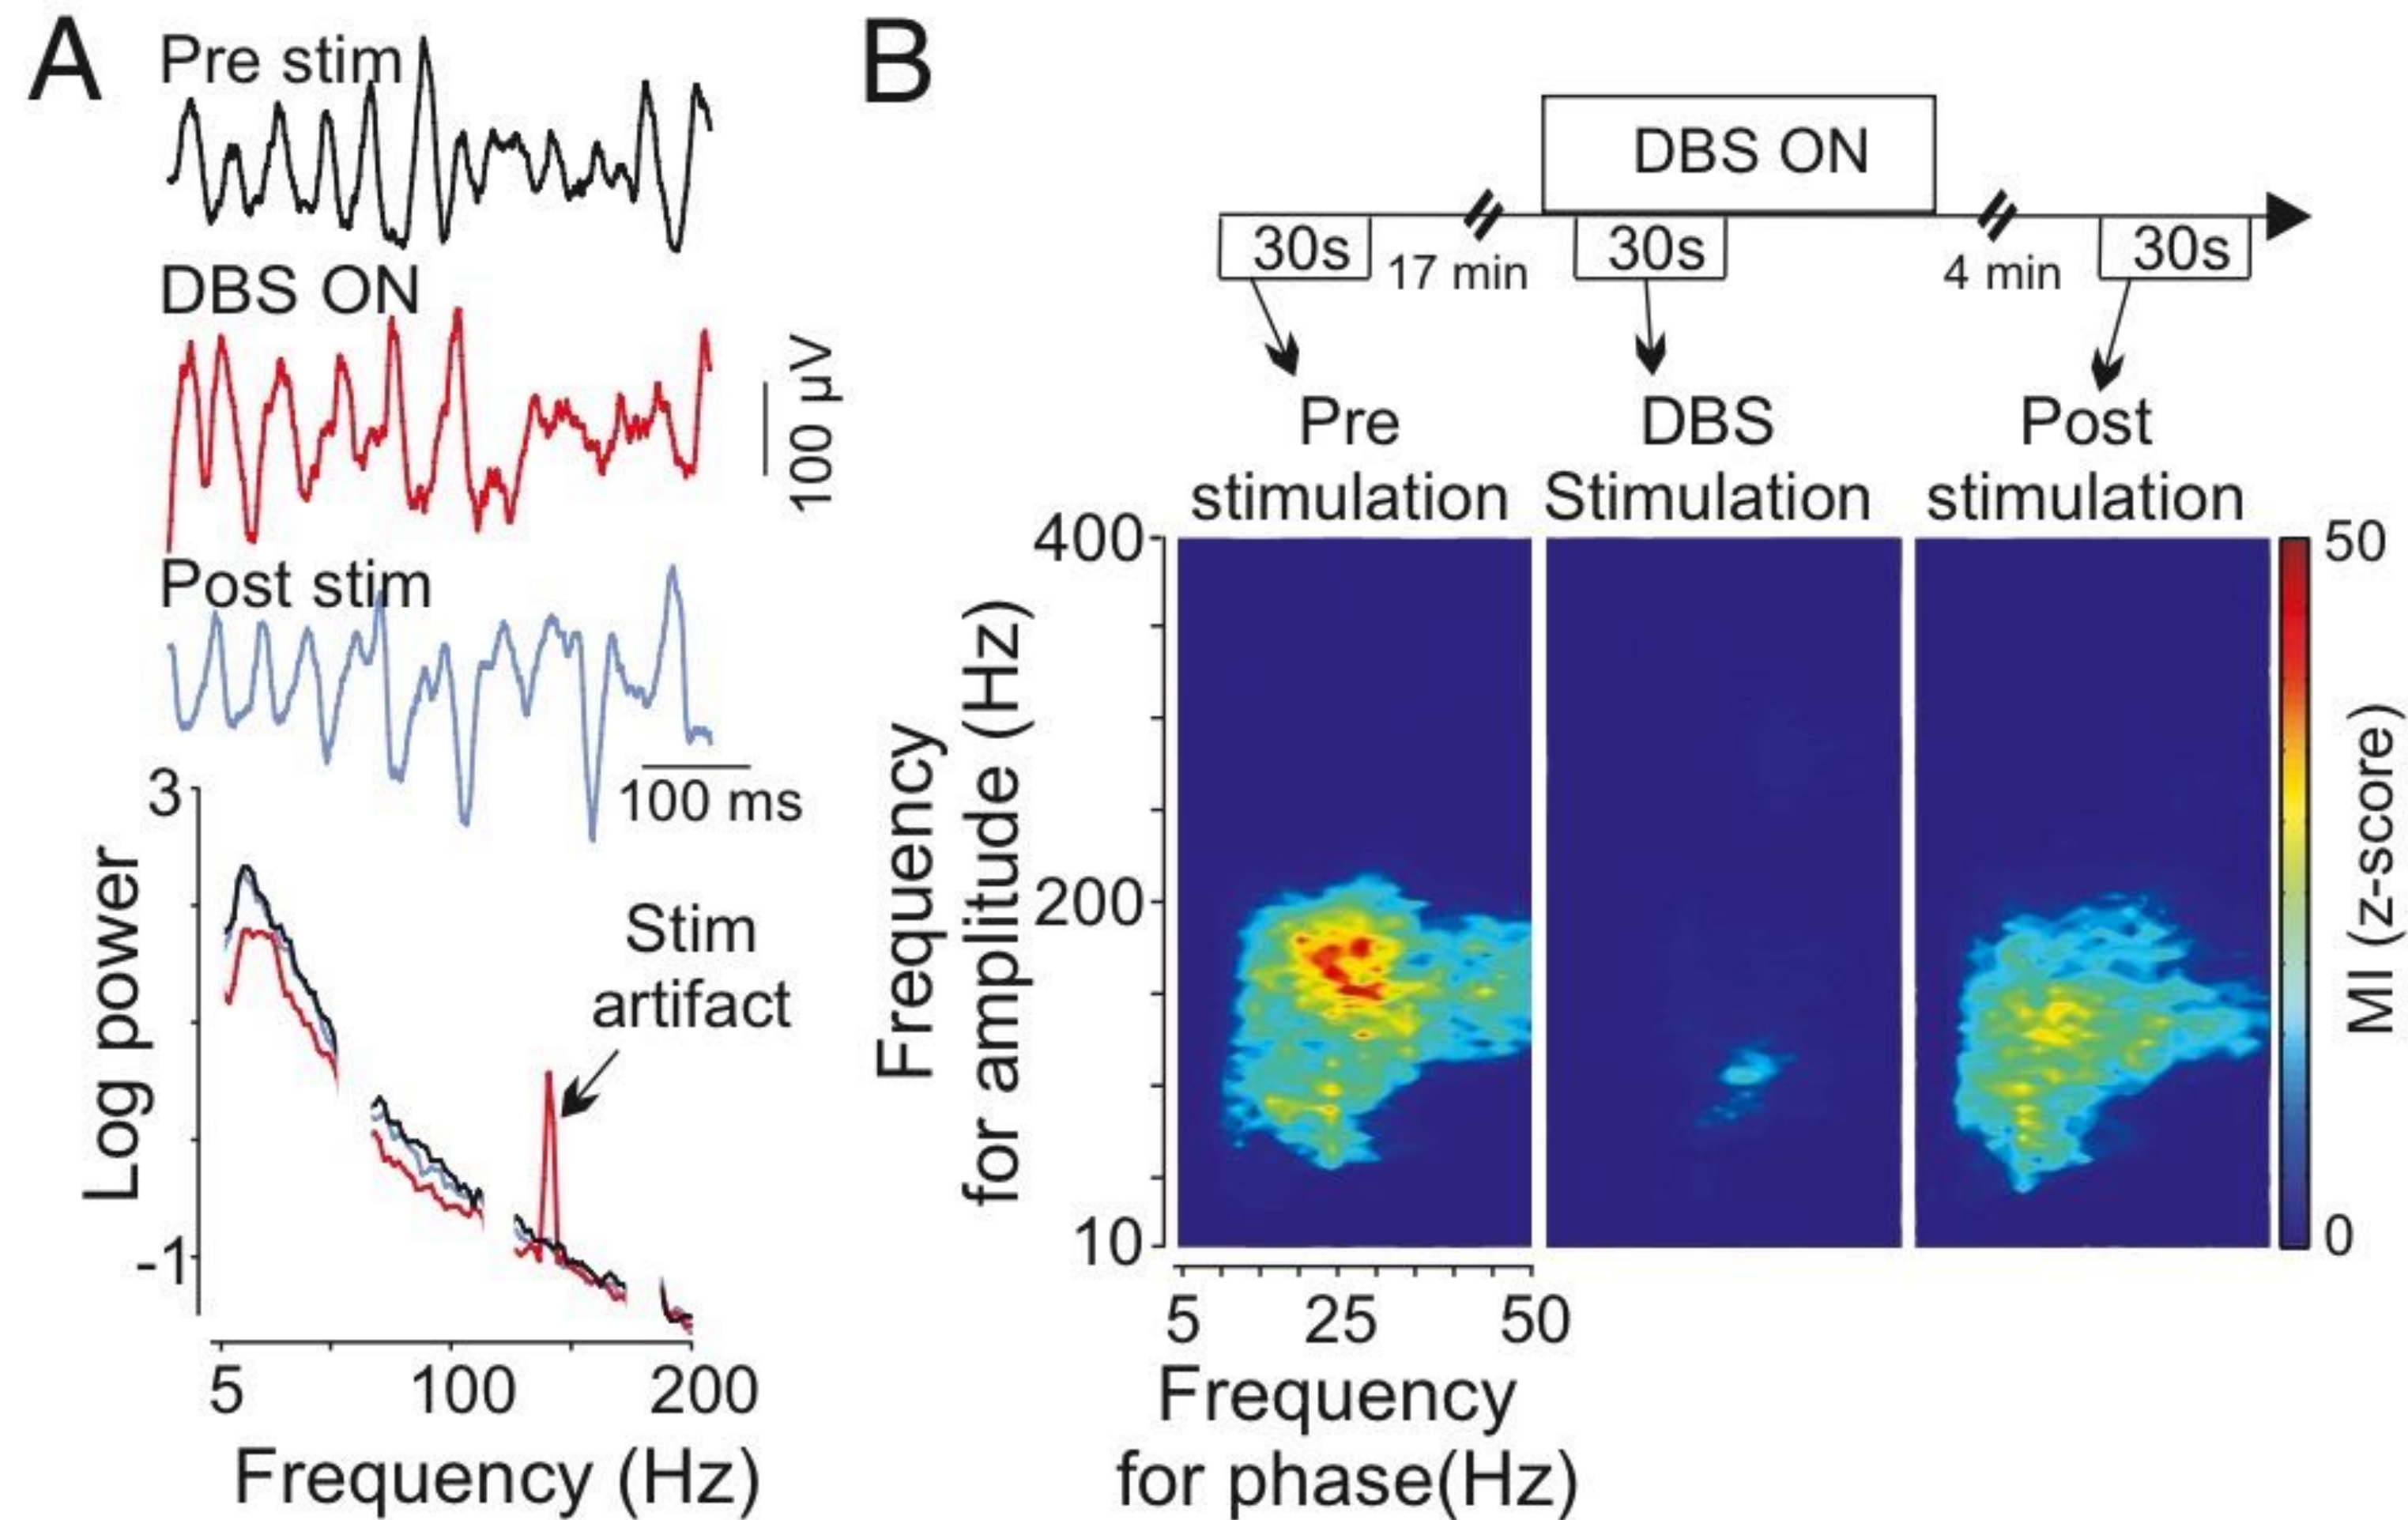 A
Pre stim
DBS ON
100 µV
Post stim
100 ms
3
-1
Log power
Stim
artifact
5 100 200
Frequency (Hz)
B
DBS ON
30s 17 min 30s 4 min 30s
Pre
stimulation
DBS
Stimulation
Post
stimulation
400
200
10
Frequency
for amplitude (Hz)
5 25 50
Frequency
for phase(Hz)
50
0
MI (z-score)